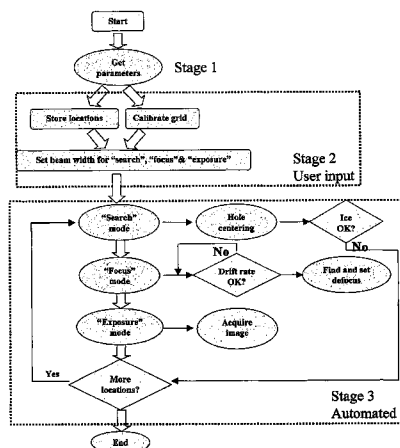 Start
Get
parameters
Stage 1
Store locations
Calibrate grid
Set beam width for "search", "focus" & "exposure"
Stage 2
User input
"Search"
mode
Hole
centering
Ice
OK?
No
No
"Focus"
mode
Drift rate
OK?
Find and set
defocus
"Exposure"
mode
Acquire
image
Yes
More
locations?
Stage 3
Automated
End